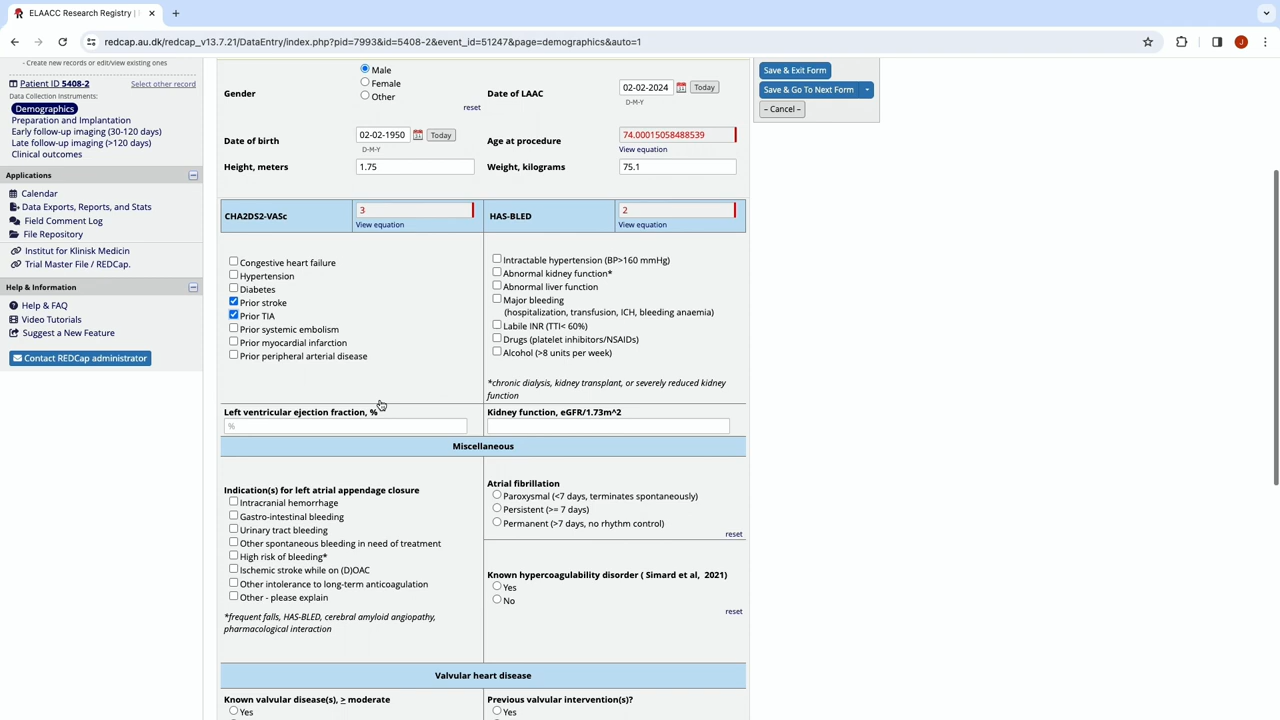 ELAACC Research Registry |
redcap.au.dk/redcap_v13.7.21/DataEntry/index.php?pid=7993&id=5408-2&event_id=51247&page=demographics&auto=1
J
- Create new records or edit/view existing ones
Patient ID 5408-2 Select other record
Data Collection Instruments:
Demographics
Preparation and Implantation
Early follow-up imaging (30-120 days)
Late follow-up imaging (>120 days)
Clinical outcomes
Applications
Calendar
Data Exports, Reports, and Stats
Field Comment Log
File Repository
Institut for Klinisk Medicin
Trial Master File / REDCap.
Help & Information
Help & FAQ
Video Tutorials
Suggest a New Feature
Contact REDCap administrator
Gender
Male
Female
Other
reset
Date of LAAC
02-02-2024 Today
D-M-Y
Date of birth
02-02-1950 Today
D-M-Y
Age at procedure
74.00015058488539
View equation
Height, meters 1.75
Weight, kilograms 75.1
CHA2DS2-VASc
3
View equation
HAS-BLED
2
View equation
Congestive heart failure
Hypertension
Diabetes
Prior stroke
Prior TIA
Prior systemic embolism
Prior myocardial infarction
Prior peripheral arterial disease
Intractable hypertension (BP>160 mmHg)
Abnormal kidney function*
Abnormal liver function
Major bleeding
(hospitalization, transfusion, ICH, bleeding anaemia)
Labile INR (TTI< 60%)
Drugs (platelet inhibitors/NSAIDs)
Alcohol (>8 units per week)
*chronic dialysis, kidney transplant, or severely reduced kidney
function
Left ventricular ejection fraction, %
%
Kidney function, eGFR/1.73m^2
Miscellaneous
Indication(s) for left atrial appendage closure
Intracranial hemorrhage
Gastro-intestinal bleeding
Urinary tract bleeding
Other spontaneous bleeding in need of treatment
High risk of bleeding*
Ischemic stroke while on (D)OAC
Other intolerance to long-term anticoagulation
Other - please explain
*frequent falls, HAS-BLED, cerebral amyloid angiopathy,
pharmacological interaction
Atrial fibrillation
Paroxysmal (<7 days, terminates spontaneously)
Persistent (>= 7 days)
Permanent (>7 days, no rhythm control)
reset
Known hypercoagulability disorder ( Simard et al, 2021)
Yes
No
reset
Valvular heart disease
Known valvular disease(s), > moderate
Yes
Previous valvular intervention(s)?
Yes
Save & Exit Form
Save & Go To Next Form
– Cancel –